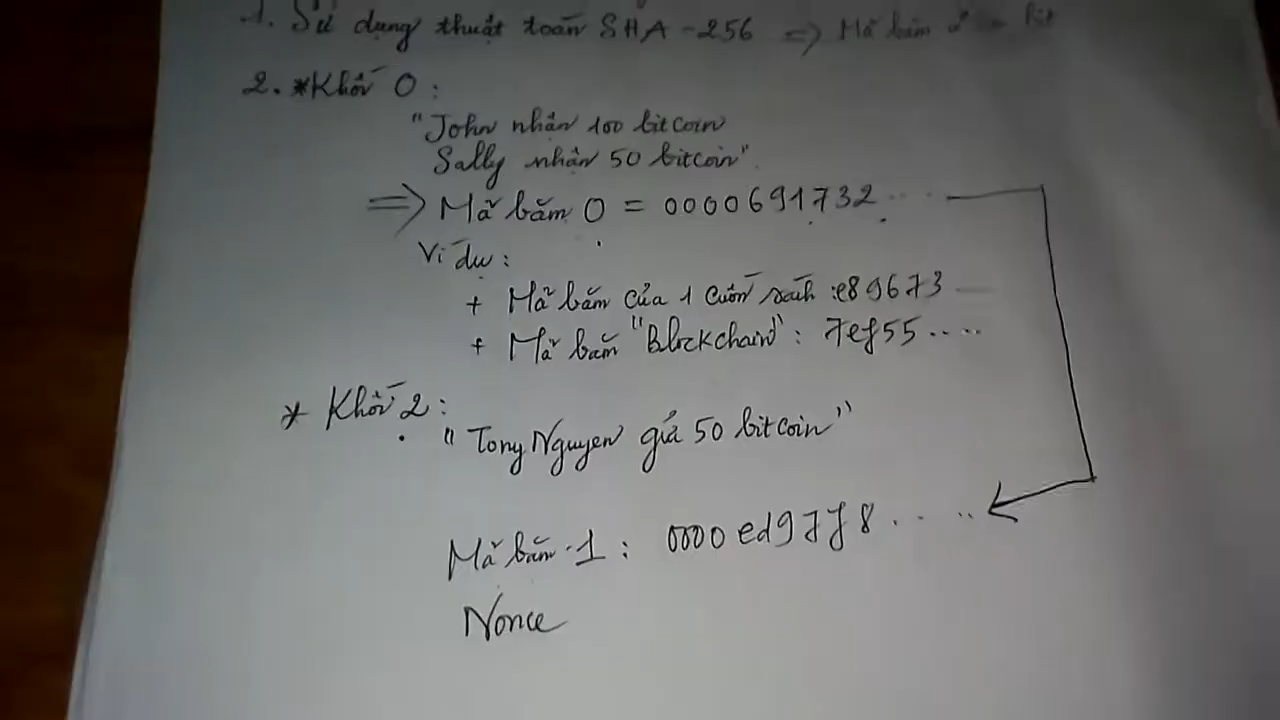 1. Sử dụng thuật toán SHA-256 => Mã băm
2. *Khối 0:
"John nhận 100 bitcoin
Sally nhận 50 bitcoin"
=> Mã băm 0 = 0000691732...
Ví dụ:
+ Mã băm của 1 cuốn sách: e89673
+ Mã băm "Blockchain": 7ef55....
* Khối 2:
"Tony Nguyen giả 50 bitcoin"
Mã băm 1: 0000ed97f8.....
Nonce